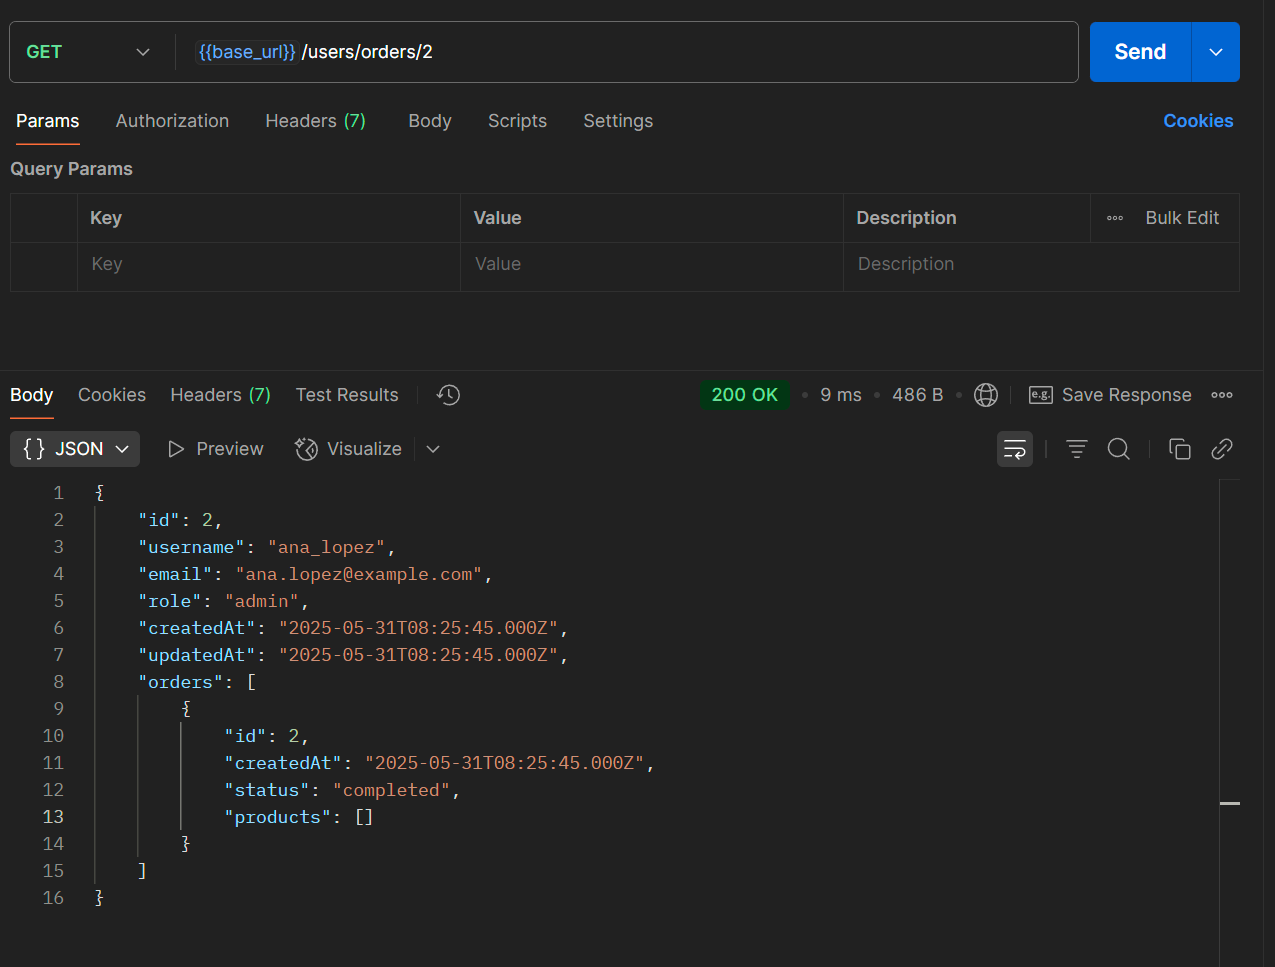 GET {{base_url}} /users/orders/2 Send
Params Authorization Headers (7) Body Scripts Settings Cookies
Query Params
Key Value Description Bulk Edit
Key Value Description
Body Cookies Headers (7) Test Results 200 OK 9 ms 486 B e.g. Save Response
{} JSON Preview Visualize
1 {
2 "id": 2,
3 "username": "ana_lopez",
4 "email": "ana.lopez@example.com",
5 "role": "admin",
6 "createdAt": "2025-05-31T08:25:45.000Z",
7 "updatedAt": "2025-05-31T08:25:45.000Z",
8 "orders": [
9 {
10 "id": 2,
11 "createdAt": "2025-05-31T08:25:45.000Z",
12 "status": "completed",
13 "products": []
14 }
15 ]
16 }